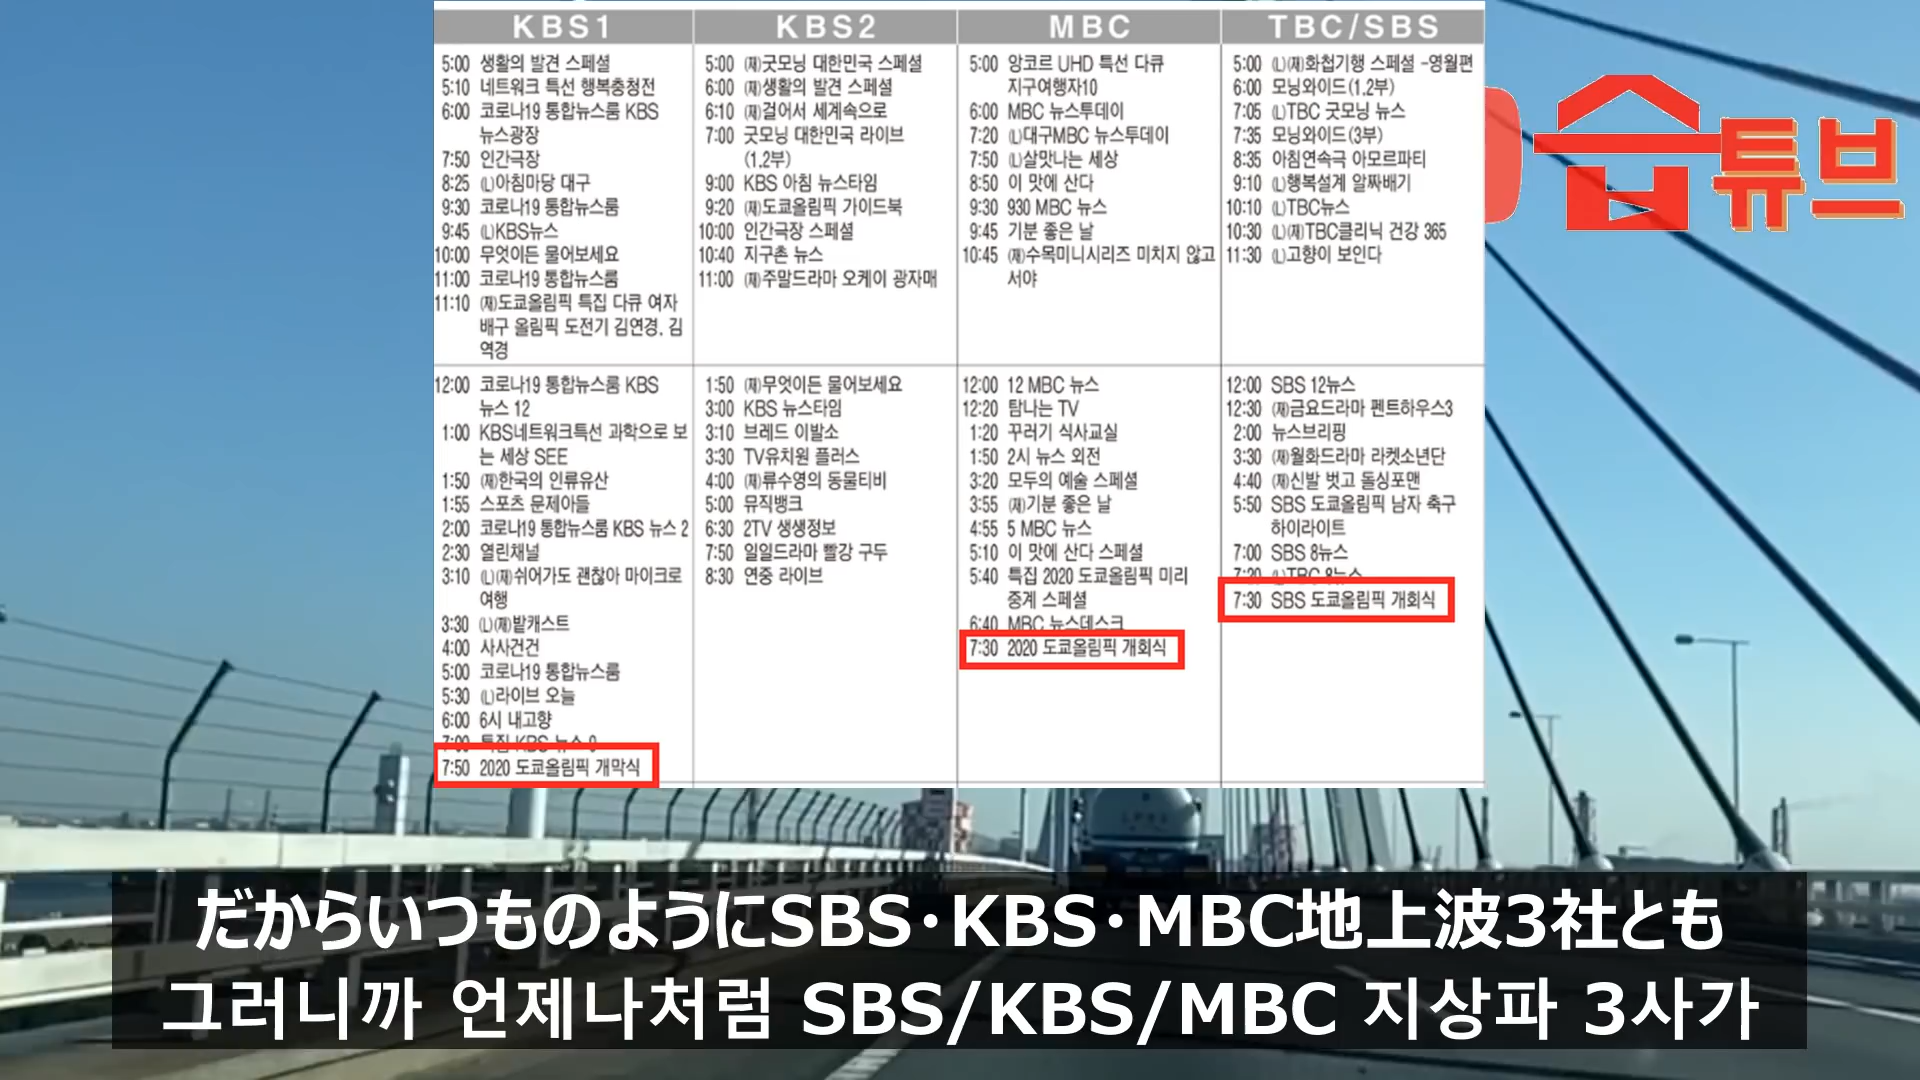 KBS1
5:00 생활의 발견 스페셜
5:10 네트워크 특선 행복충청전
6:00 코로나19 통합뉴스룸 KBS
뉴스광장
7:50 인간극장
8:25 (L)아침마당 대구
9:30 코로나19 통합뉴스룸
9:45 (L)KBS뉴스
10:00 무엇이든 물어보세요
11:00 코로나19 통합뉴스룸
11:10 (재)도쿄올림픽 특집 다큐 여자
배구 올림픽 도전기 김연경, 김
역경
12:00 코로나19 통합뉴스룸 KBS
뉴스 12
1:00 KBS네트워크특선 과학으로 보
는 세상 SEE
1:50 (재)한국의 인류유산
1:55 스포츠 문제아들
2:00 코로나19 통합뉴스룸 KBS 뉴스 2
2:30 열린채널
3:10 (L)(재)쉬어가도 괜찮아 마이크로
여행
3:30 (L)(재)밭캐스트
4:00 사사건건
5:00 코로나19 통합뉴스룸
5:30 (L)라이브 오늘
6:00 6시 내고향
7:00 특집 KBS 뉴스 9
7:50 2020 도쿄올림픽 개막식
KBS2
5:00 (재)굿모닝 대한민국 스페셜
6:00 (재)생활의 발견 스페셜
6:10 (재)걸어서 세계속으로
7:00 굿모닝 대한민국 라이브
(1,2부)
9:00 KBS 아침 뉴스타임
9:20 (재)도쿄올림픽 가이드북
10:00 인간극장 스페셜
10:40 지구촌 뉴스
11:00 (재)주말드라마 오케이 광자매
1:50 (재)무엇이든 물어보세요
3:00 KBS 뉴스타임
3:10 브레드 이발소
3:30 TV유치원 플러스
4:00 (재)류수영의 동물티비
5:00 뮤직뱅크
6:30 2TV 생생정보
7:50 일일드라마 빨강 구두
8:30 연중 라이브
MBC
5:00 앙코르 UHD 특선 다큐
지구여행자10
6:00 MBC 뉴스투데이
7:20 (L)대구MBC 뉴스투데이
7:50 (L)살맛나는 세상
8:50 이 맛에 산다
9:30 930 MBC 뉴스
9:45 기분 좋은 날
10:45 (재)수목미니시리즈 미치지 않고
서야
12:00 12 MBC 뉴스
12:20 탐나는 TV
1:20 꾸러기 식사교실
1:50 2시 뉴스 외전
3:20 모두의 예술 스페셜
3:55 (재)기분 좋은 날
4:55 5 MBC 뉴스
5:10 이 맛에 산다 스페셜
5:40 특집 2020 도쿄올림픽 미리
중계 스페셜
6:40 MBC 뉴스데스크
7:30 2020 도쿄올림픽 개회식
TBC/SBS
5:00 (L)(재)화첩기행 스페셜 -영월편
6:00 모닝와이드(1,2부)
7:05 (L)TBC 굿모닝 뉴스
7:35 모닝와이드(3부)
8:35 아침연속극 아모르파티
9:10 (L)행복설계 알짜배기
10:10 (L)TBC뉴스
10:30 (L)(재)TBC클리닉 건강 365
11:30 (L)고향이 보인다
12:00 SBS 12뉴스
12:30 (재)금요드라마 펜트하우스3
2:00 뉴스브리핑
3:30 (재)월화드라마 라켓소년단
4:40 (재)신발 벗고 돌싱포맨
5:50 SBS 도쿄올림픽 남자 축구
하이라이트
7:00 SBS 8뉴스
7:20 (L)TBC 8뉴스
7:30 SBS 도쿄올림픽 개회식
습튜브
だからいつものようにSBS・KBS・MBC地上波3社とも
그러니까 언제나처럼 SBS/KBS/MBC 지상파 3사가